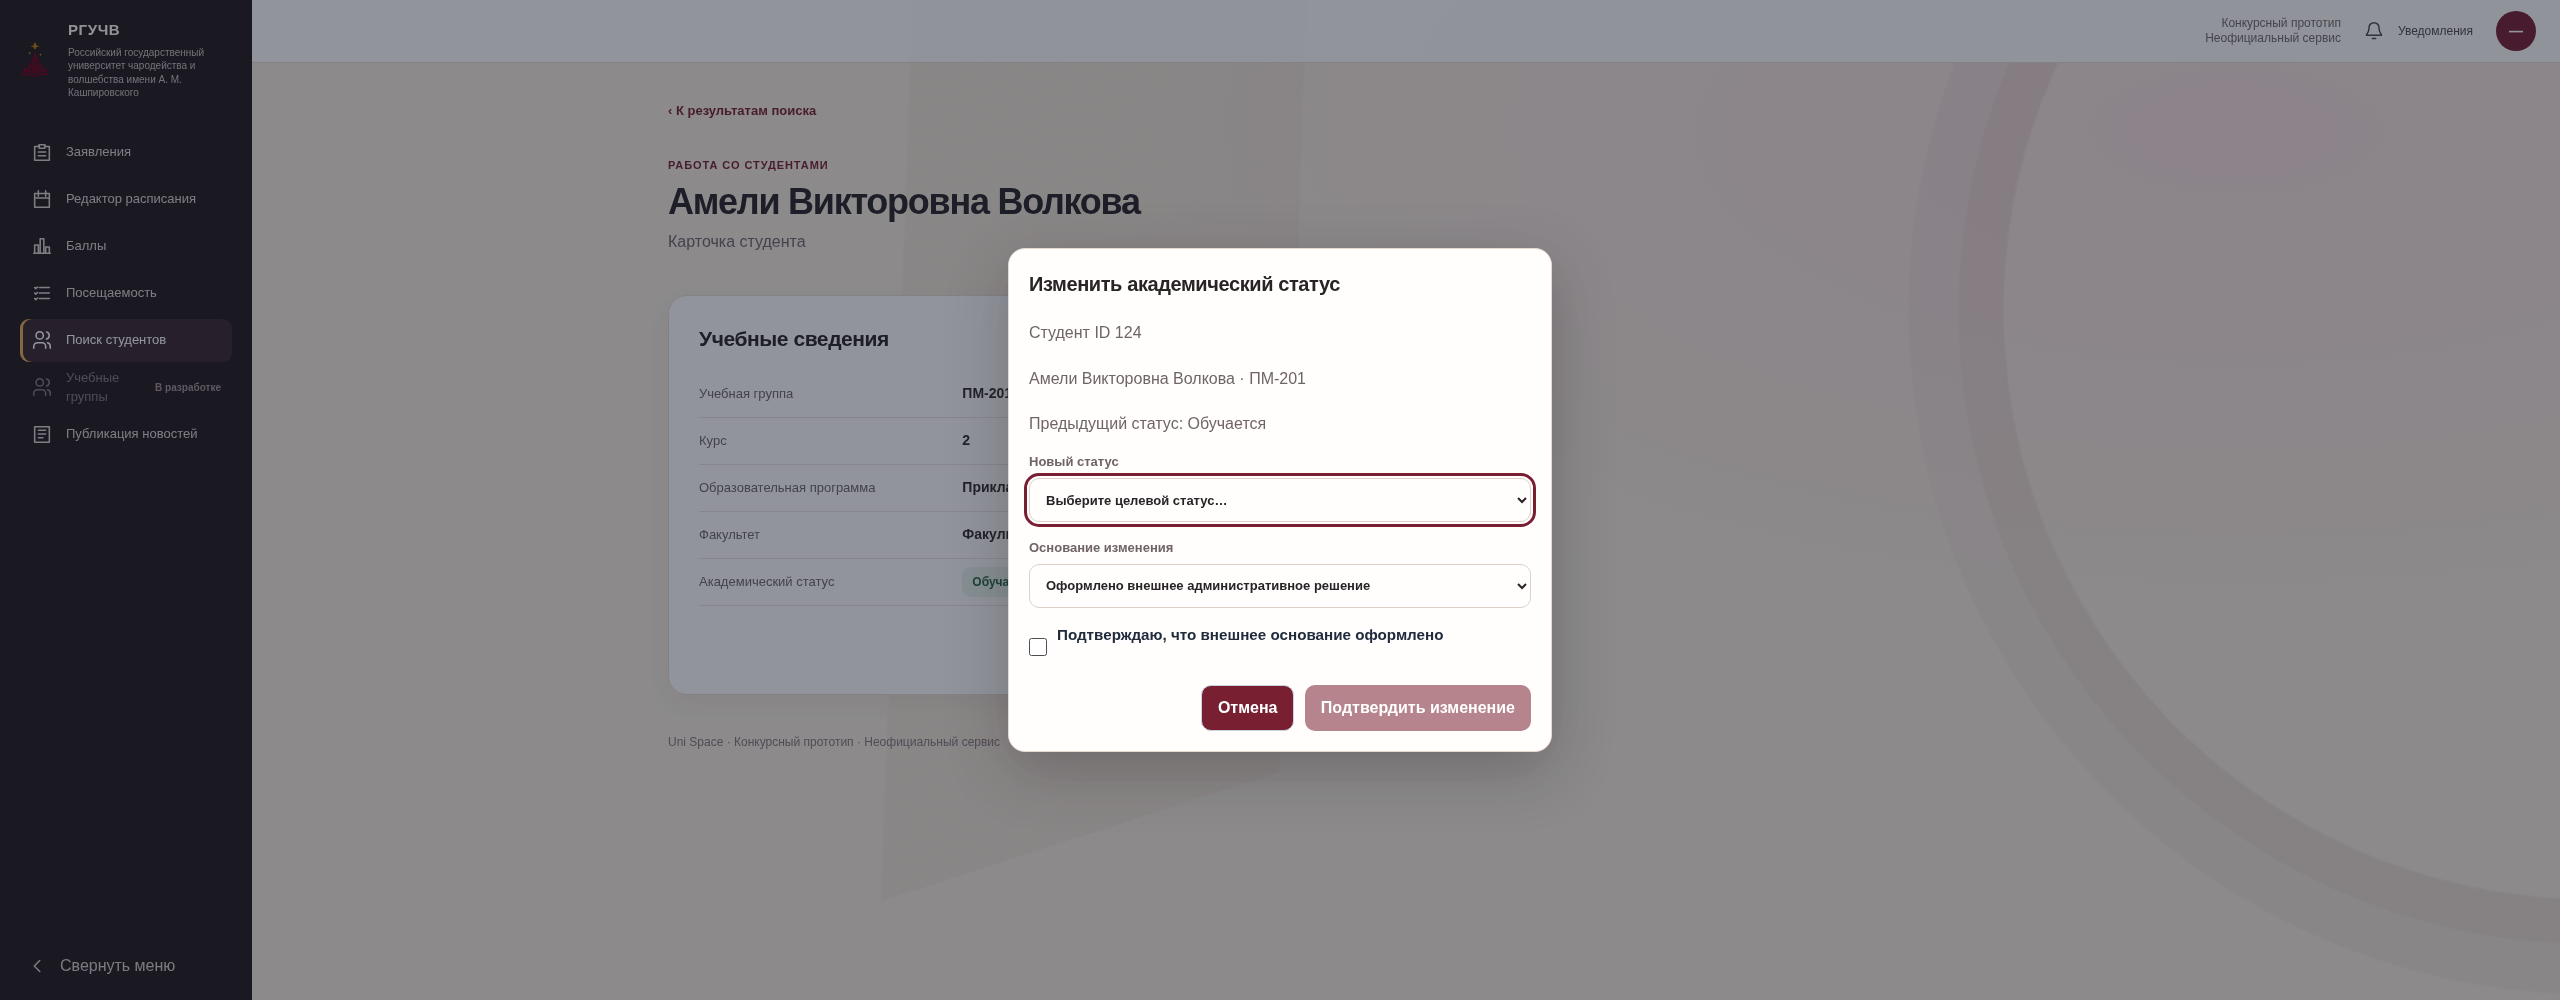 РГУЧВ
Российский государственный
университет чародейства и
волшебства имени А. М.
Кашпировского
Заявления
Редактор расписания
Баллы
Посещаемость
Поиск студентов
Учебные
группы
В разработке
Публикация новостей
Свернуть меню
Конкурсный прототип
Неофициальный сервис
Уведомления
‹ К результатам поиска
РАБОТА СО СТУДЕНТАМИ
Амели Викторовна Волкова
Карточка студента
Учебные сведения
Учебная группа
ПМ-201
Курс
2
Образовательная программа
Факультет
Академический статус
Uni Space · Конкурсный прототип · Неофициальный сервис
Изменить академический статус
Студент ID 124
Амели Викторовна Волкова · ПМ-201
Предыдущий статус: Обучается
Новый статус
Выберите целевой статус…
Основание изменения
Оформлено внешнее административное решение
Подтверждаю, что внешнее основание оформлено
Отмена
Подтвердить изменение